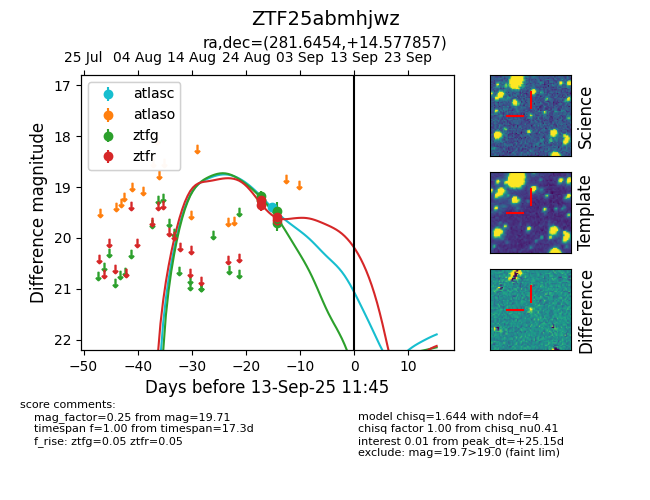 ZTF25abmhjwz
ra,dec=(281.6454,+14.577857)
25 Jul 04 Aug 14 Aug 24 Aug 03 Sep 13 Sep 23 Sep
17
18
19
20
21
22
Difference magnitude
atlasc
atlaso
ztfg
ztfr
−50 −40 −30 −20 −10 0 10
Days before 13-Sep-25 11:45
Science
Template
Difference
score comments:
mag_factor=0.25 from mag=19.71
timespan f=1.00 from timespan=17.3d
f_rise: ztfg=0.05 ztfr=0.05
model chisq=1.644 with ndof=4
chisq factor 1.00 from chisq_nu0.41
interest 0.01 from peak_dt=+25.15d
exclude: mag=19.7>19.0 (faint lim)